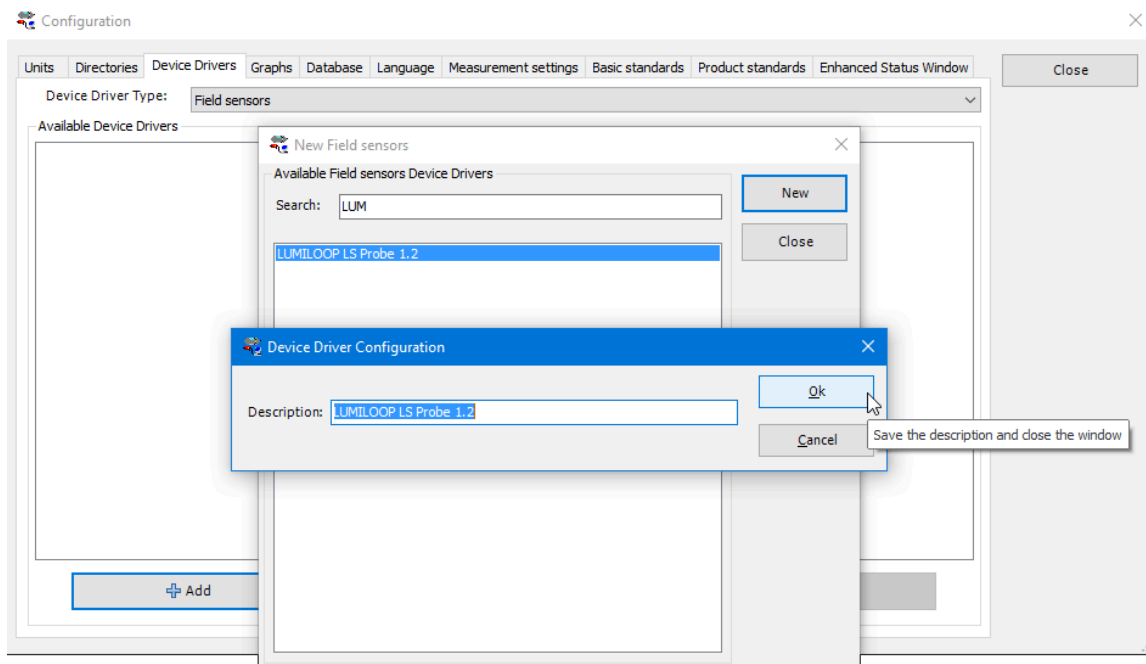 Configuration
Units Directories Device Drivers Graphs Database Language Measurement settings Basic standards Product standards Enhanced Status Window
Close
Device Driver Type: Field sensors
Available Device Drivers
New Field sensors
Available Field sensors Device Drivers
New
Search: LUM
Close
LUMILOOP LS Probe 1.2
Device Driver Configuration
Ok
Description: LUMILOOP LS Probe 1.2
Save the description and close the window
Cancel
Add